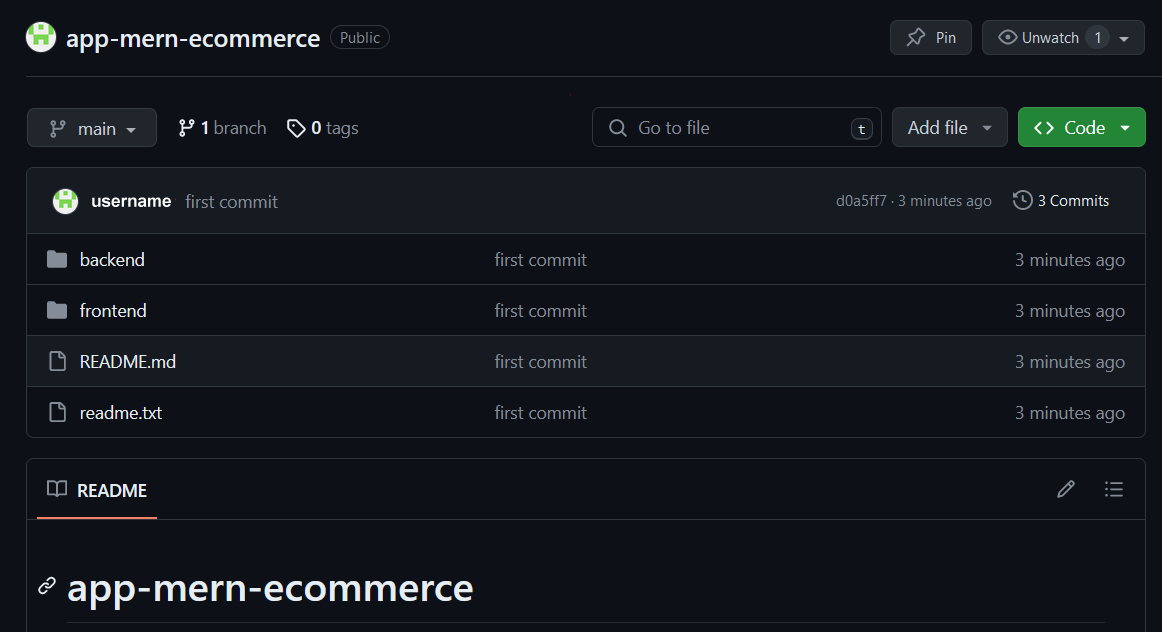 app-mern-ecommerce Public Pin Unwatch 1
main 1 branch 0 tags Go to file t Add file Code
username first commit d0a5ff7 · 3 minutes ago 3 Commits
backend first commit 3 minutes ago
frontend first commit 3 minutes ago
README.md first commit 3 minutes ago
readme.txt first commit 3 minutes ago
README
app-mern-ecommerce